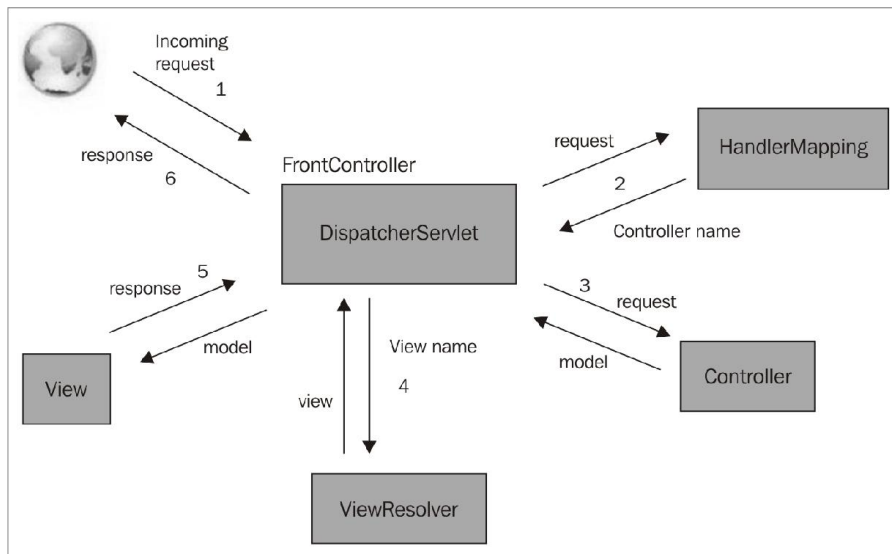 Incoming
request
1
response
6
FrontController
DispatcherServlet
request
HandlerMapping
2
Controller name
5
response
model
View
View name
4
view
ViewResolver
3
request
model
Controller